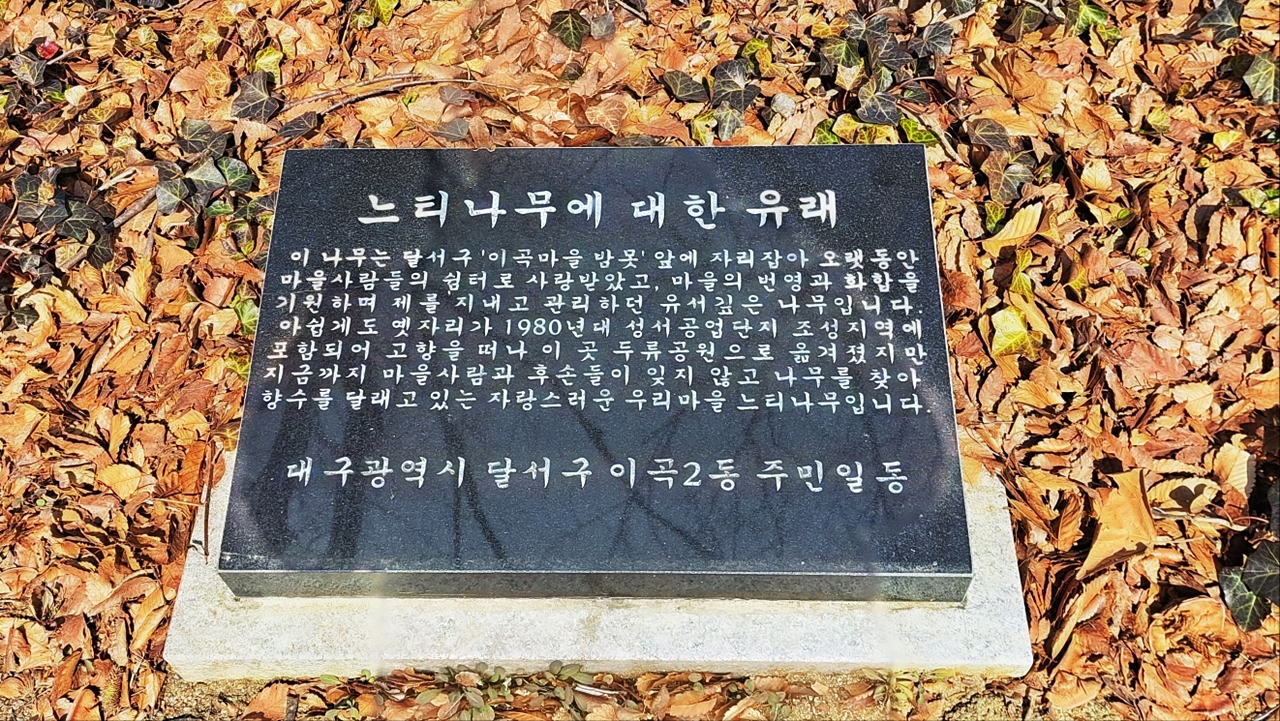 느티나무에 대한 유래
이 나무는 달서구 '이곡마을 방못' 앞에 자리잡아 오랫동안
마을사람들의 쉼터로 사랑받았고, 마을의 번영과 화합을
기원하며 제를 지내고 관리하던 유서깊은 나무입니다.
아쉽게도 옛자리가 1980년대 성서공업단지 조성지역에
포함되어 고향을 떠나 이 곳 두류공원으로 옮겨졌지만
지금까지 마을사람과 후손들이 잊지 않고 나무를 찾아
향수를 달래고 있는 자랑스러운 우리마을 느티나무입니다.
대구광역시 달서구 이곡2동 주민일동